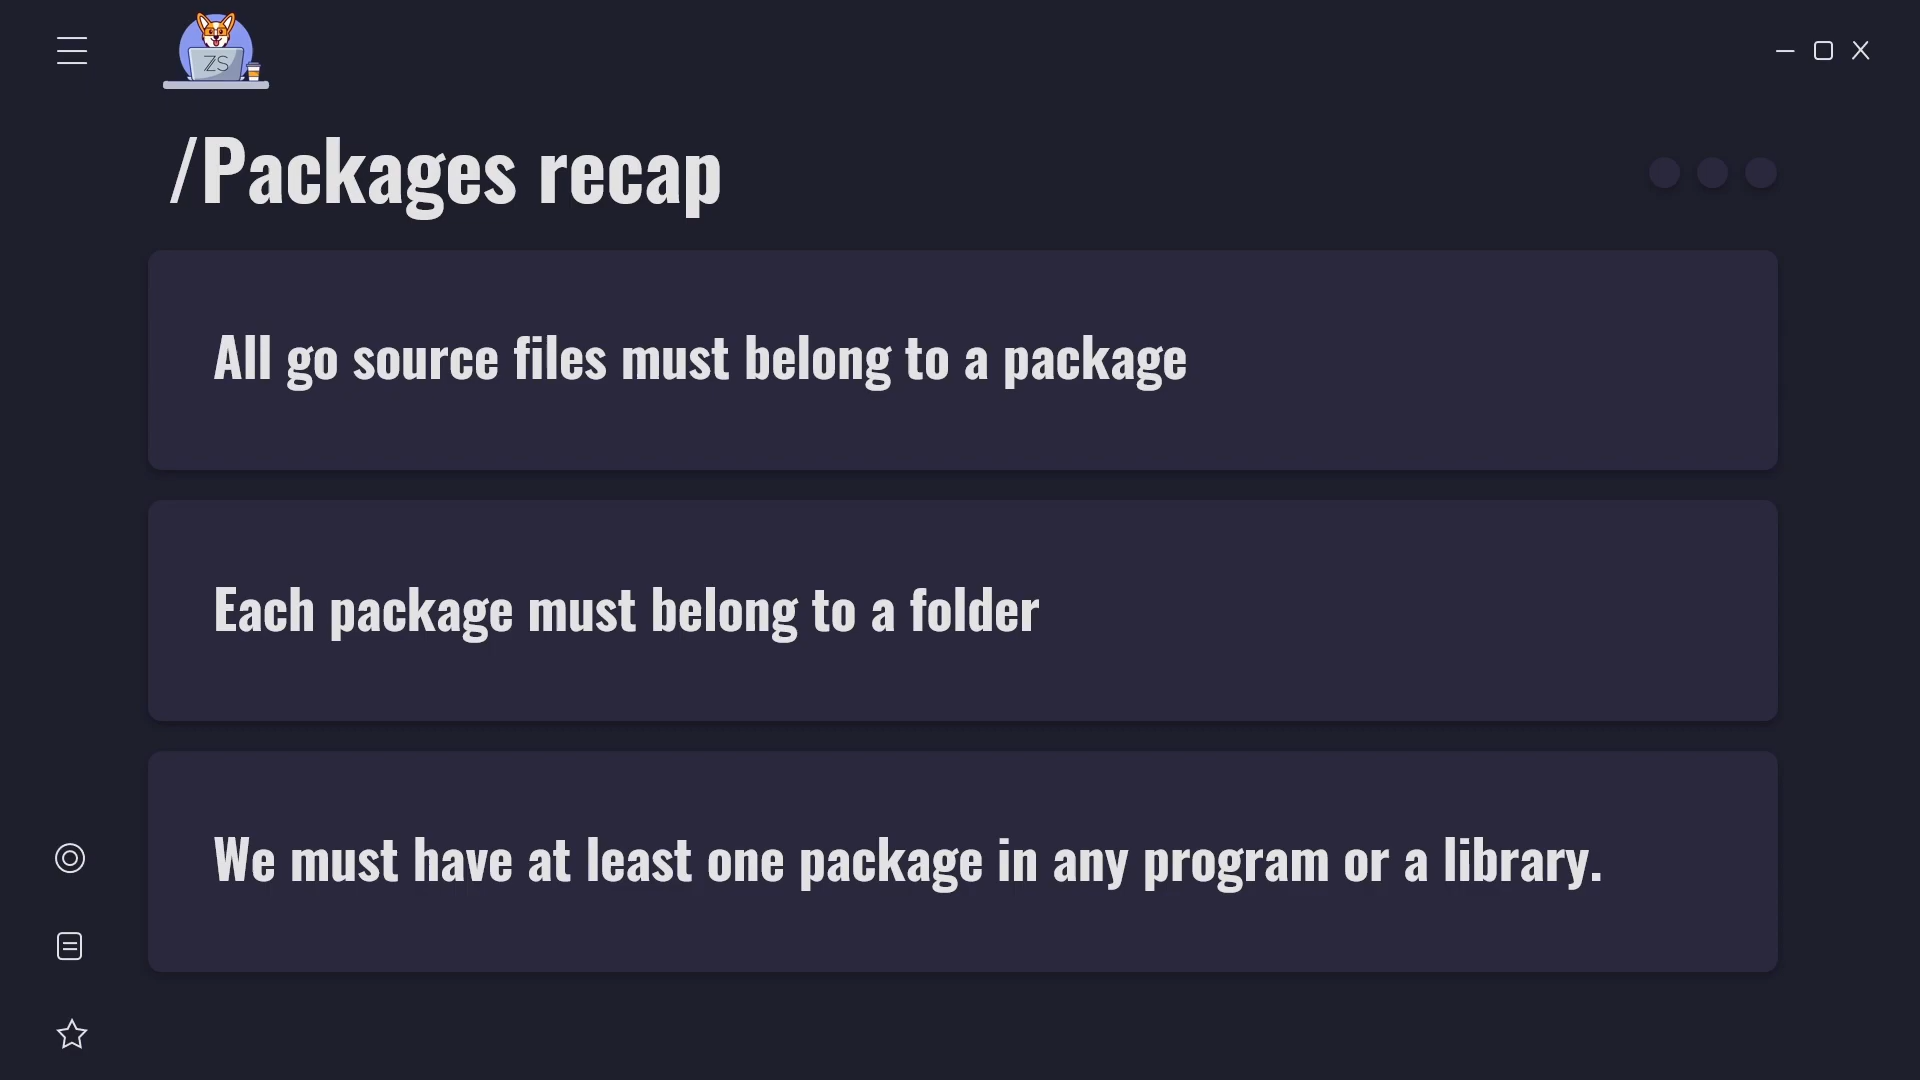 ZS
/Packages recap
All go source files must belong to a package
Each package must belong to a folder
We must have at least one package in any program or a library.